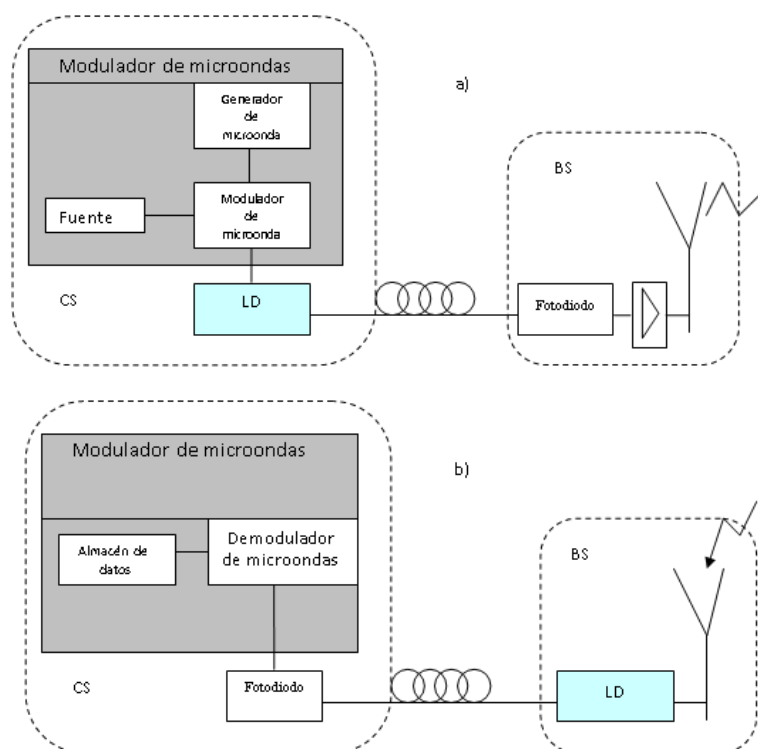 Modulador de microondas
a)
Generador
de
microonda
BS
Fuente
Modulador
de
microonda
CS
LD
Fotodiodo
Modulador de microondas
b)
Almacén de
datos
Demodulador
de microondas
BS
CS
Fotodiodo
LD